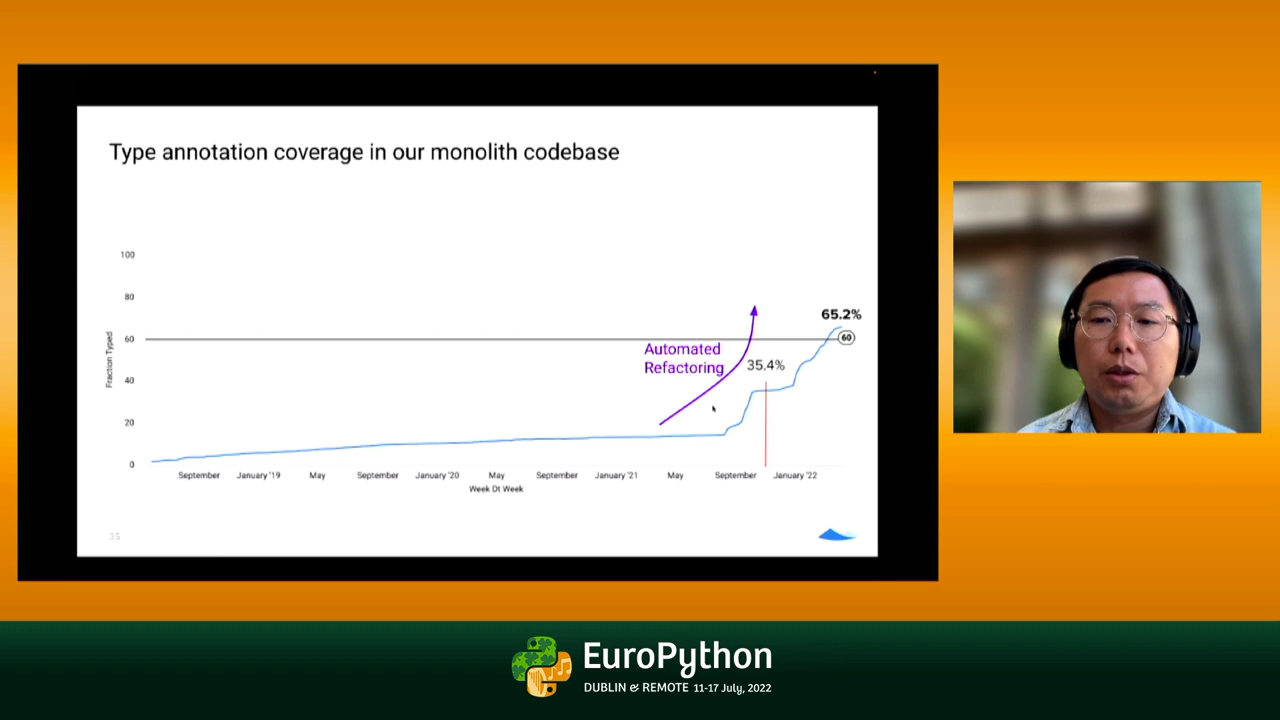 Type annotation coverage in our monolith codebase
100
80
60
40
20
0
Fraction Typed
65.2%
60
Automated
Refactoring
35.4%
September January '19 May September January '20 May September January '21 May September January '22
Week Dt Week
35
EuroPython
DUBLIN & REMOTE 11-17 July, 2022